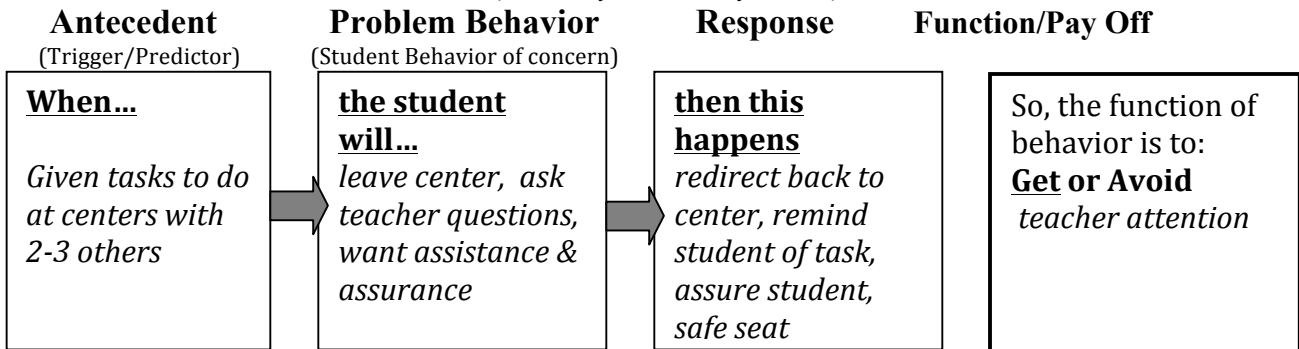 Antecedent
(Trigger/Predictor)
When…
Given tasks to do
at centers with
2-3 others
Problem Behavior
(Student Behavior of concern)
the student
will…
leave center,  ask
teacher questions,
want assistance &
assurance
Response
then this
happens
redirect back to
center, remind
student of task,
assure student,
safe seat
Function/Pay Off
So, the function of
behavior is to:
Get or Avoid
teacher attention